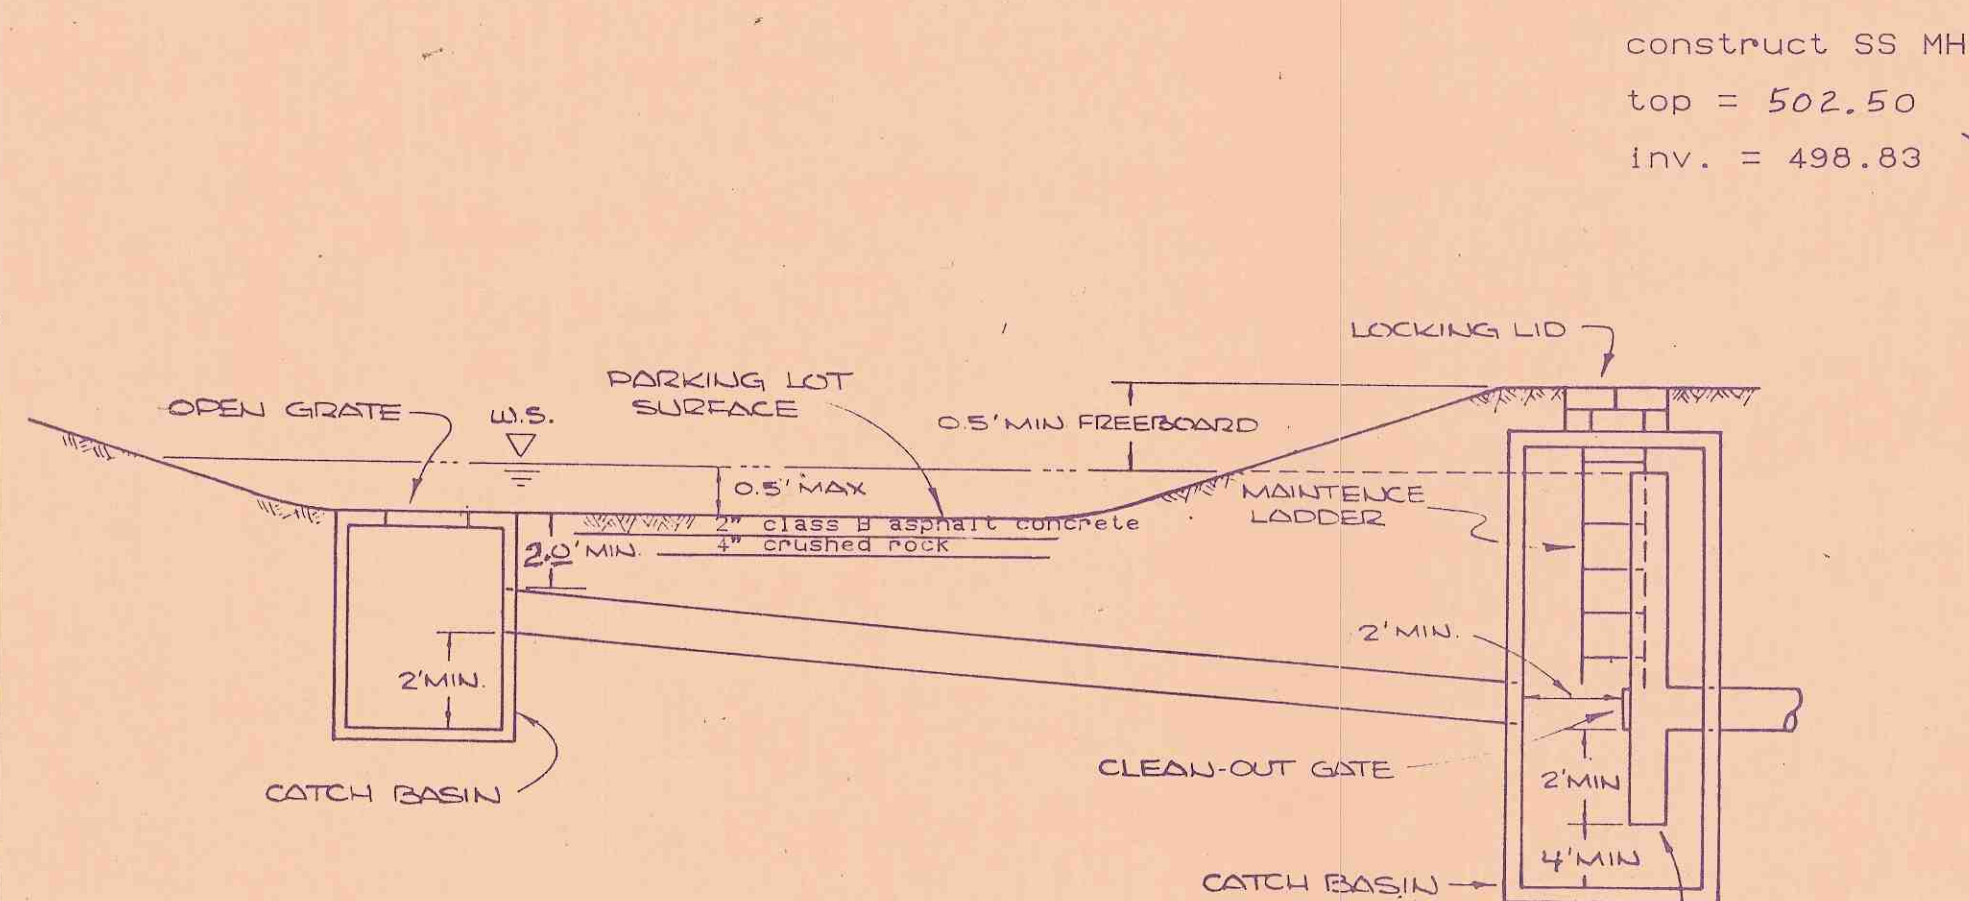 construct SS MH
top = 502.50
inv. = 498.83
LOCKING LID
PARKING LOT
SURFACE
OPEN GRATE
W.S.
0.5' MIN FREEBOARD
0.5' MAX
MAINTENCE
LADDER
2" class B asphalt concrete
4" crushed rock
2.0' MIN.
2' MIN.
2' MIN.
CLEAN-OUT GATE
2' MIN
CATCH BASIN
4' MIN
CATCH BASIN